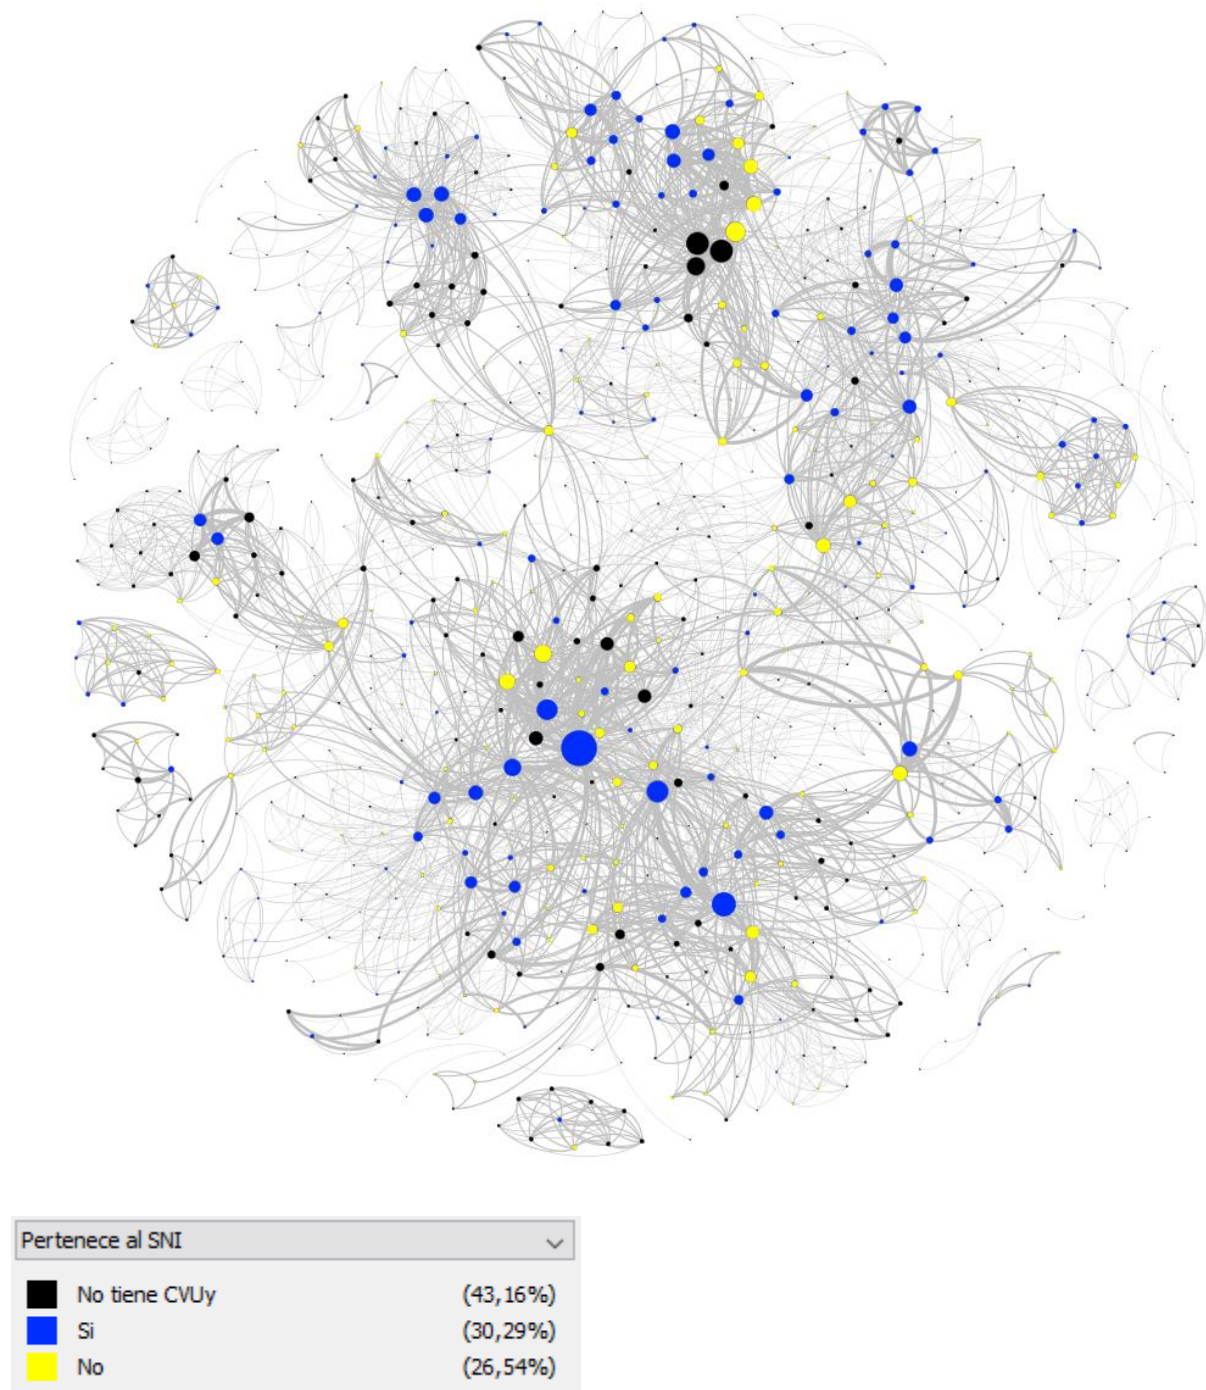 Pertenece al SNI
No tiene CVUy (43,16%)
Si (30,29%)
No (26,54%)